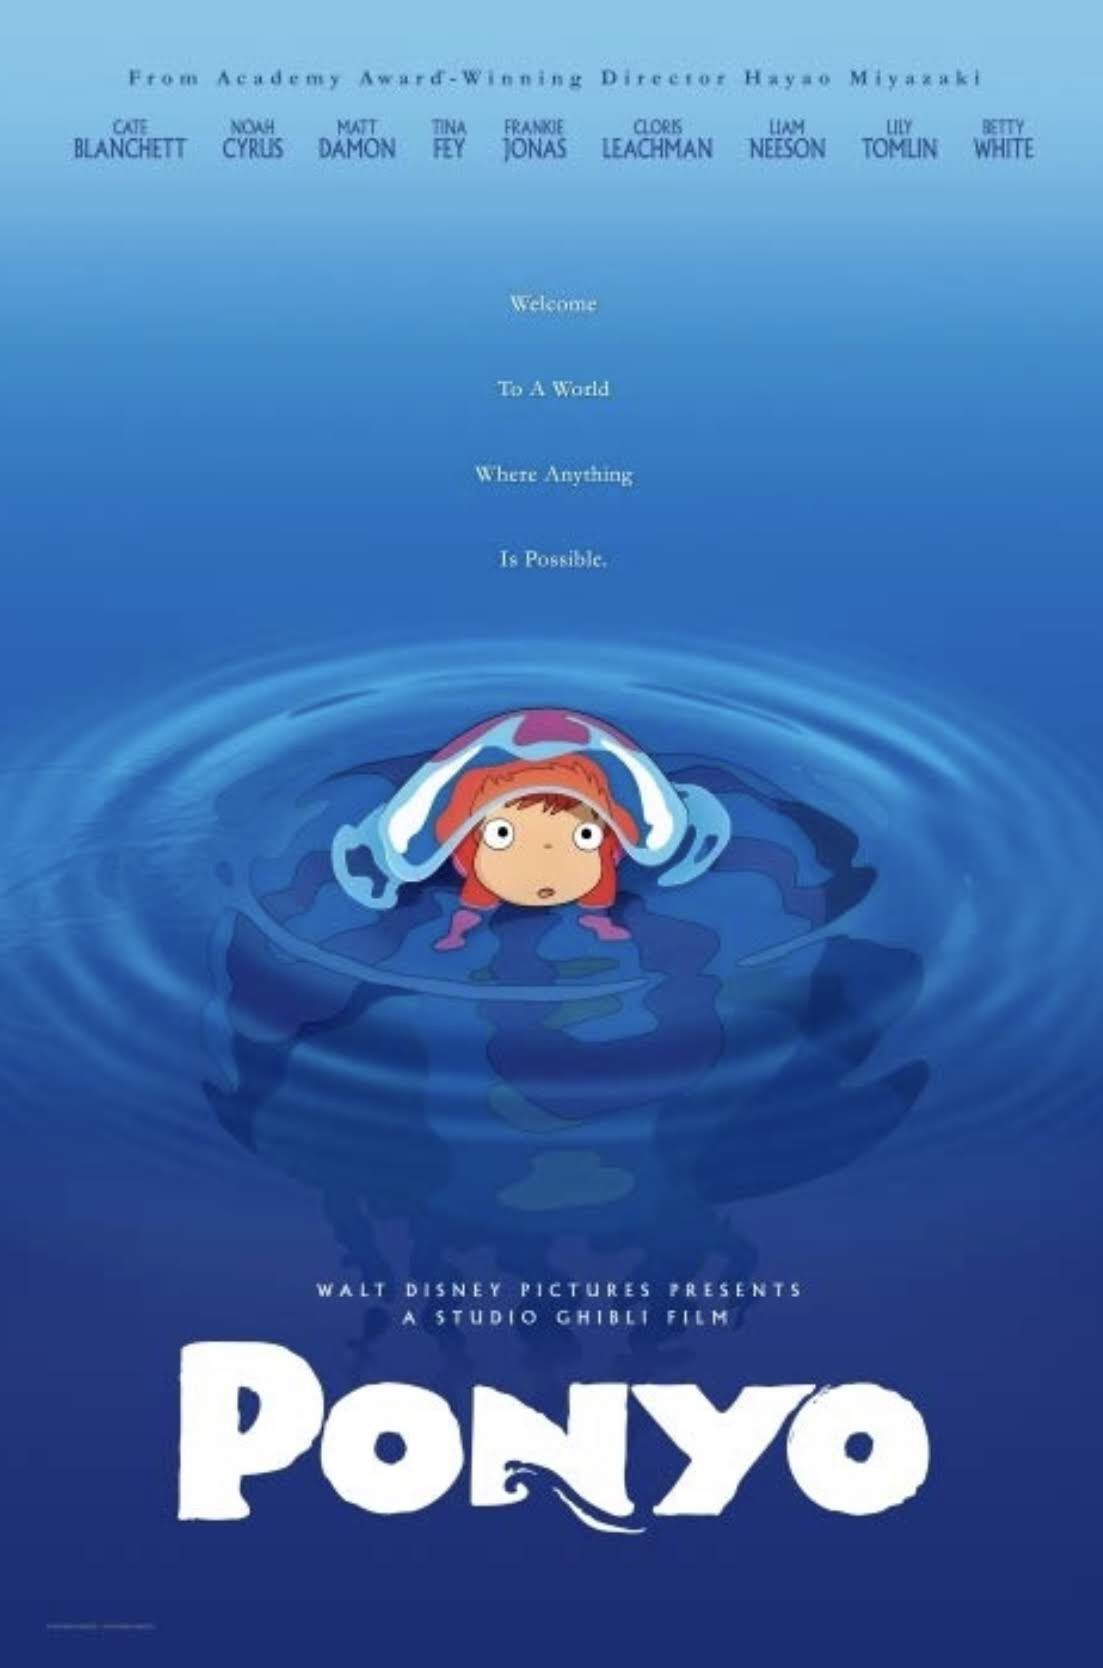 From Academy Award-Winning Director Hayao Miyazaki
CATE BLANCHETT NOAH CYRUS MATT DAMON TINA FEY FRANKIE JONAS CLORIS LEACHMAN LIAM NEESON LILY TOMLIN BETTY WHITE
Welcome
To A World
Where Anything
Is Possible.
WALT DISNEY PICTURES PRESENTS
A STUDIO GHIBLI FILM
PONYO